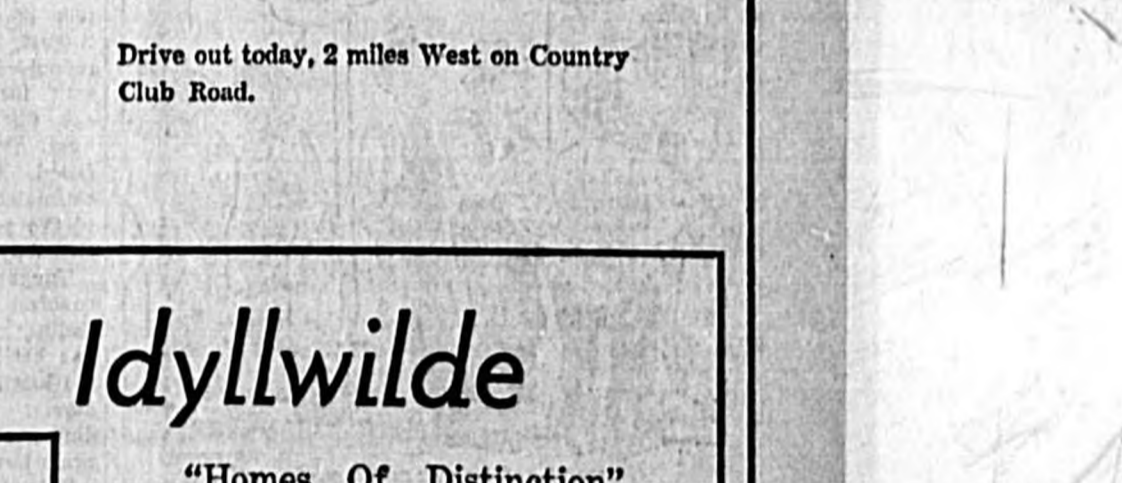 Drive out today, 2 miles West on Country
Club Road.
Idyllwilde
"Homes Of Distinction"